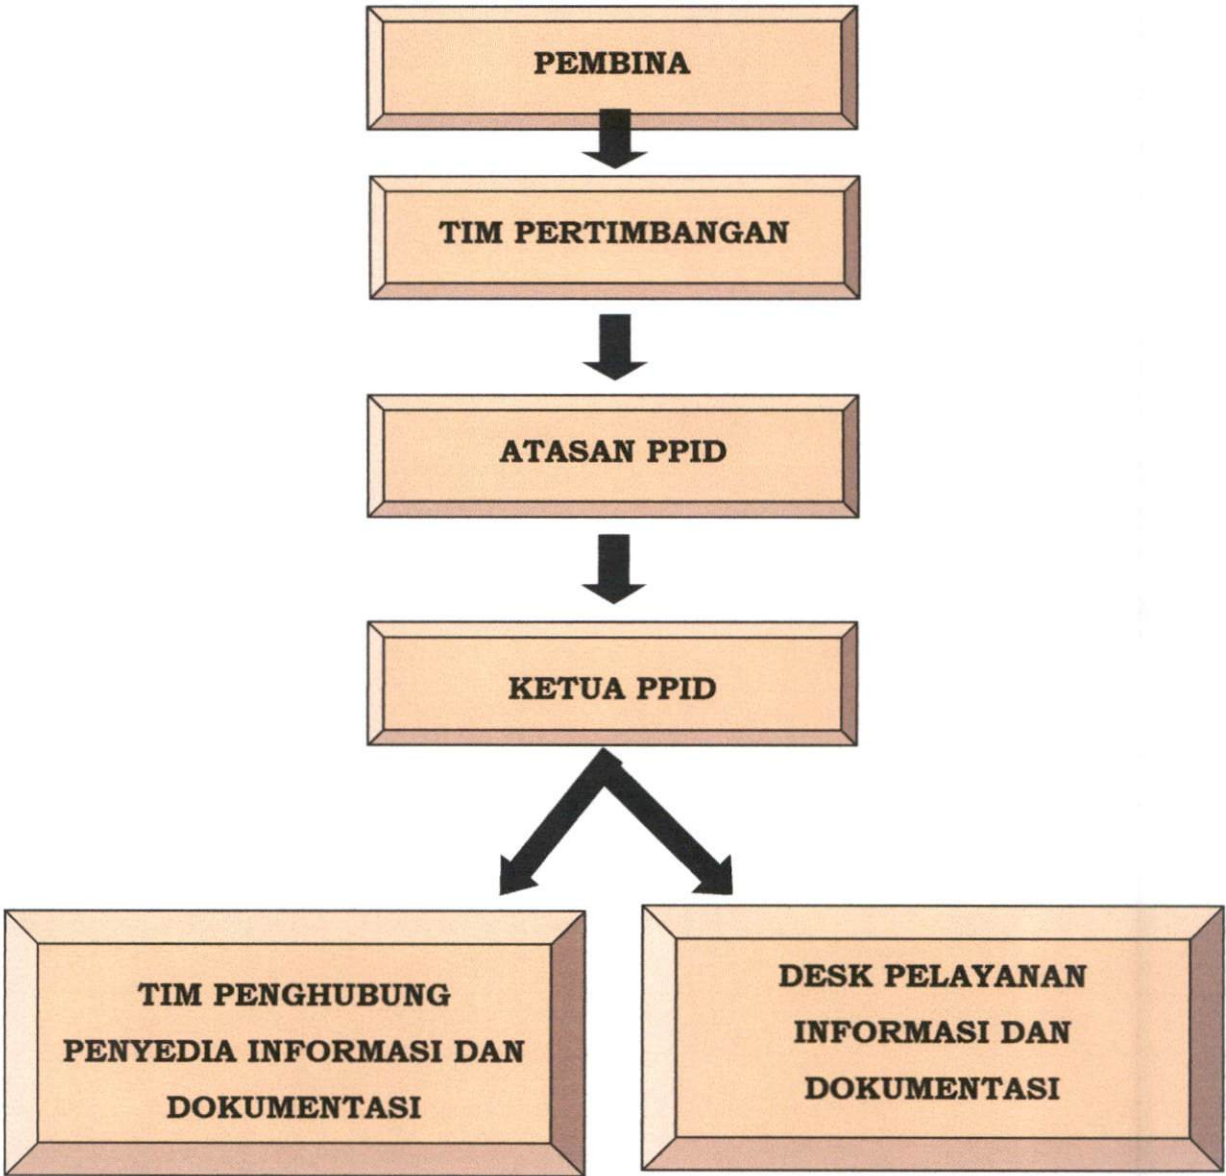 PEMBINA
TIM PERTIMBANGAN
ATASAN PPID
KETUA PPID
TIM PENGHUBUNG
PENYEDIA INFORMASI DAN
DOKUMENTASI
DESK PELAYANAN
INFORMASI DAN
DOKUMENTASI